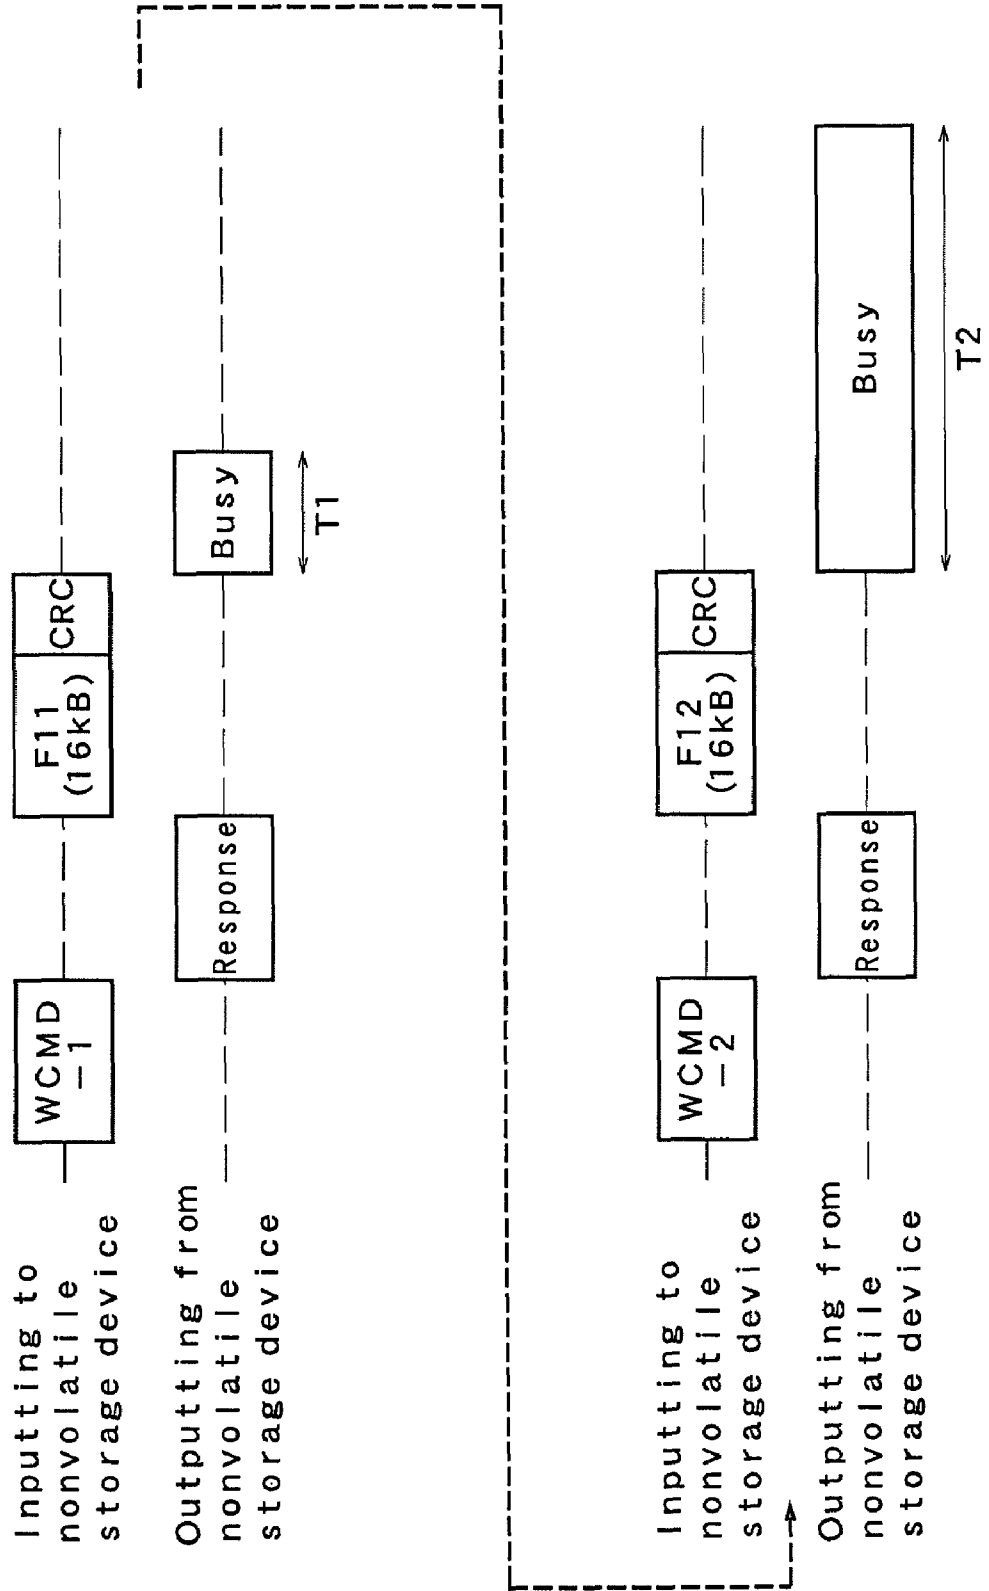 Inputting to
nonvolatile
storage device
WCMD
-1
F11
(16kB)
CRC
Outputting from
nonvolatile
storage device
Response
Busy
T1
Inputting to
nonvolatile
storage device
WCMD
-2
F12
(16kB)
CRC
Outputting from
nonvolatile
storage device
Response
Busy
T2